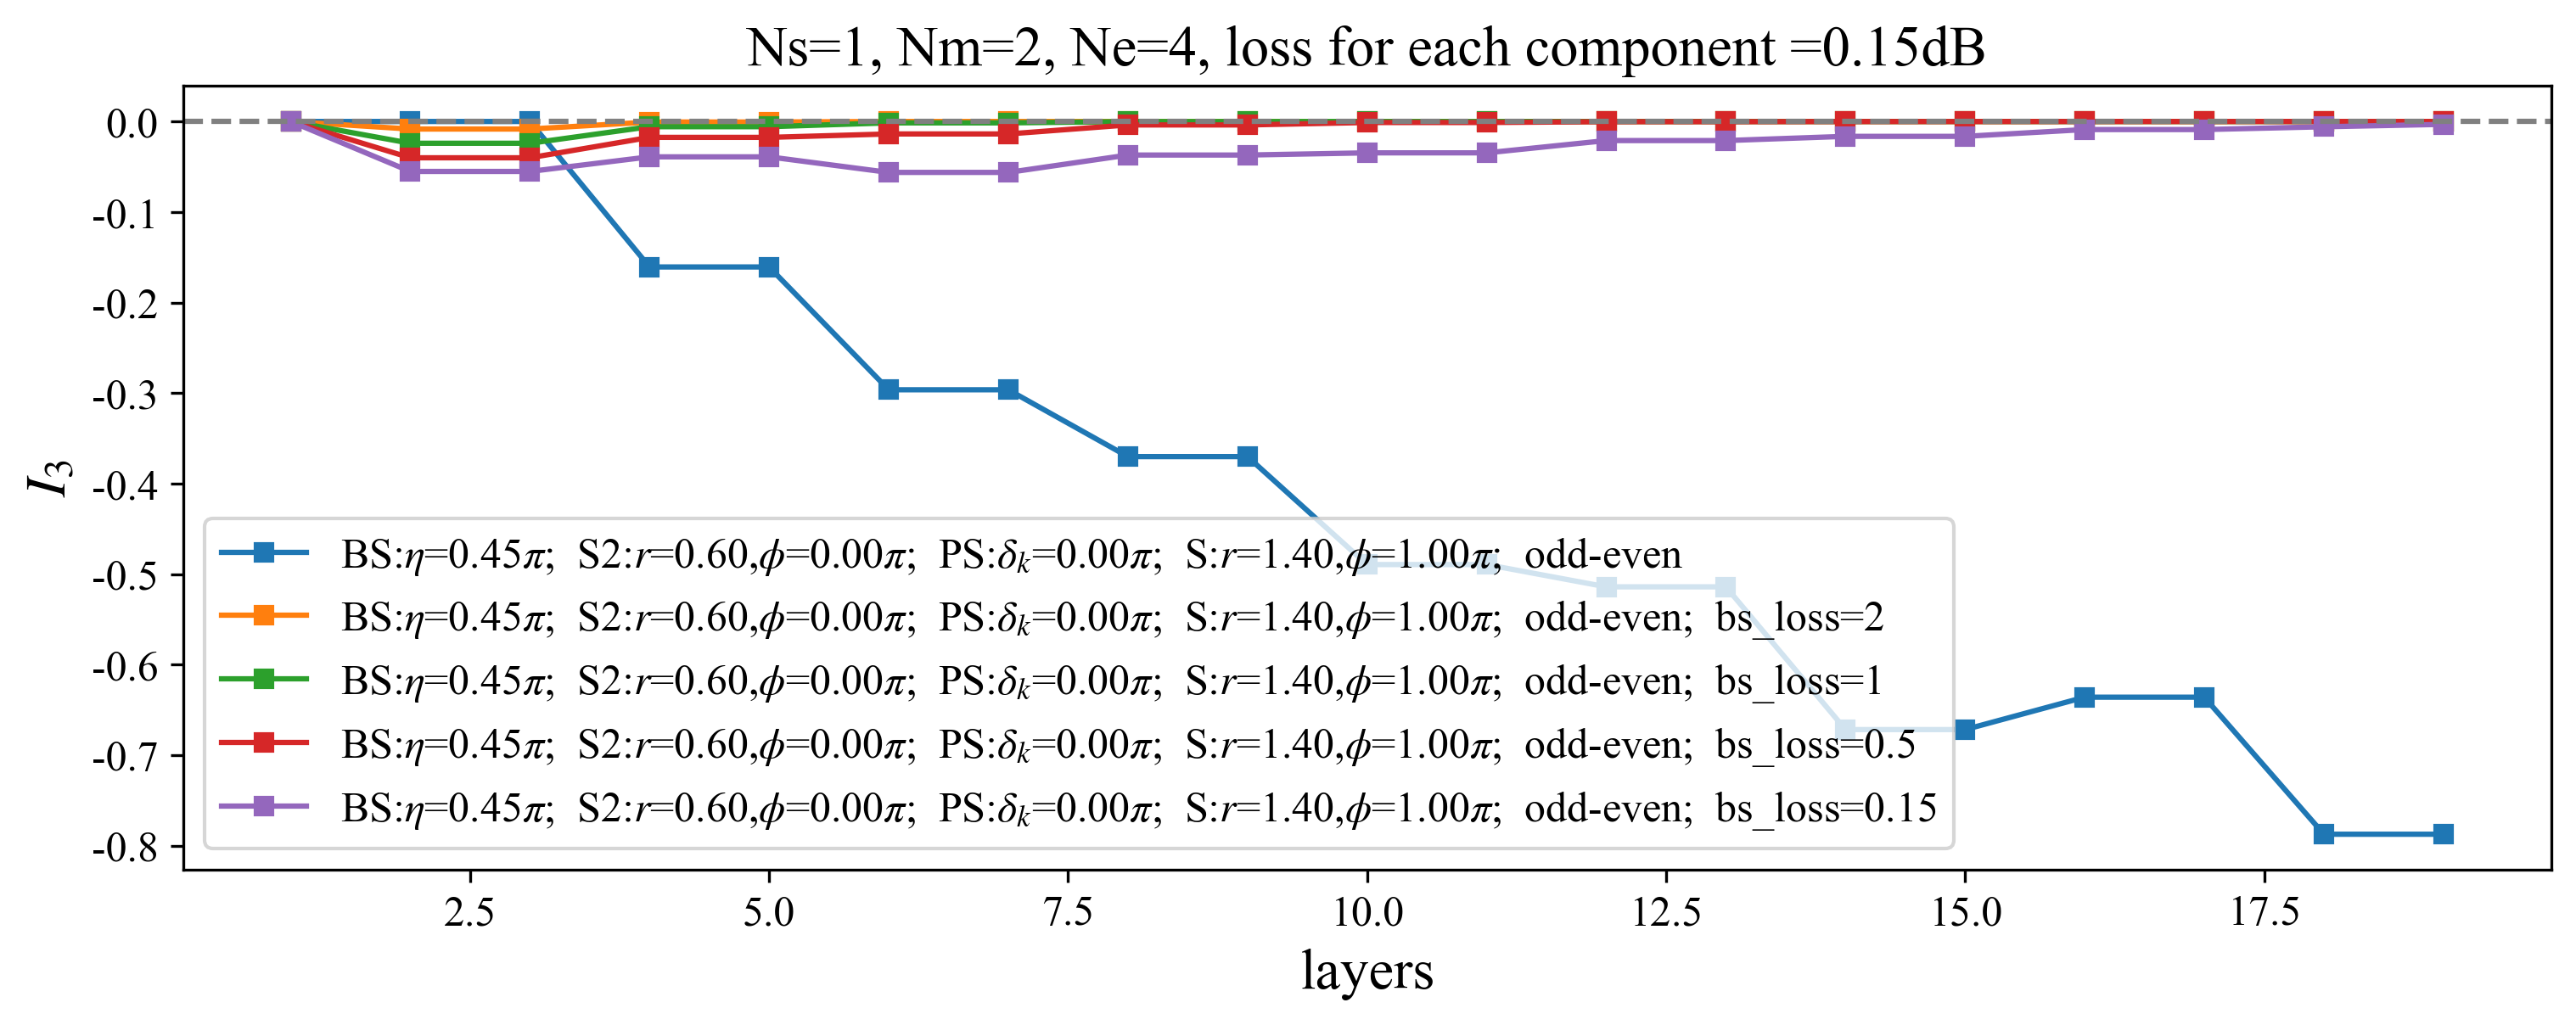 Ns=1, Nm=2, Ne=4, loss for each component =0.15dB
0.0
-0.1
-0.2
-0.3
-0.4
-0.5
-0.6
-0.7
-0.8
I3
BS:η=0.45π; S2:r=0.60,ϕ=0.00π; PS:δk=0.00π; S:r=1.40,ϕ=1.00π; odd-even
BS:η=0.45π; S2:r=0.60,ϕ=0.00π; PS:δk=0.00π; S:r=1.40,ϕ=1.00π; odd-even; bs_loss=2
BS:η=0.45π; S2:r=0.60,ϕ=0.00π; PS:δk=0.00π; S:r=1.40,ϕ=1.00π; odd-even; bs_loss=1
BS:η=0.45π; S2:r=0.60,ϕ=0.00π; PS:δk=0.00π; S:r=1.40,ϕ=1.00π; odd-even; bs_loss=0.5
BS:η=0.45π; S2:r=0.60,ϕ=0.00π; PS:δk=0.00π; S:r=1.40,ϕ=1.00π; odd-even; bs_loss=0.15
2.5 5.0 7.5 10.0 12.5 15.0 17.5
layers